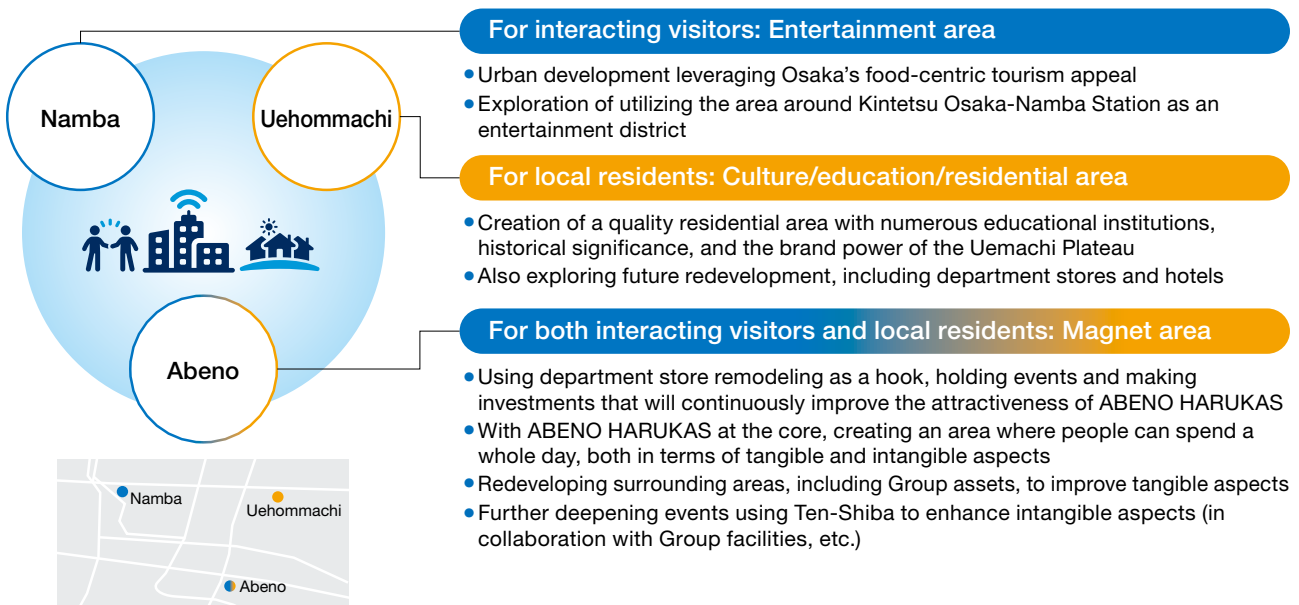 Namba
Uehommachi
Abeno
For interacting visitors: Entertainment area
●Urban development leveraging Osaka's food-centric tourism appeal
●Exploration of utilizing the area around Kintetsu Osaka-Namba Station as an
entertainment district
For local residents: Culture/education/residential area
●Creation of a quality residential area with numerous educational institutions,
historical significance, and the brand power of the Uemachi Plateau
●Also exploring future redevelopment, including department stores and hotels
For both interacting visitors and local residents: Magnet area
●Using department store remodeling as a hook, holding events and making
investments that will continuously improve the attractiveness of ABENO HARUKAS
●With ABENO HARUKAS at the core, creating an area where people can spend a
whole day, both in terms of tangible and intangible aspects
●Redeveloping surrounding areas, including Group assets, to improve tangible aspects
●Further deepening events using Ten-Shiba to enhance intangible aspects (in
collaboration with Group facilities, etc.)
Namba
Uehommachi
Abeno